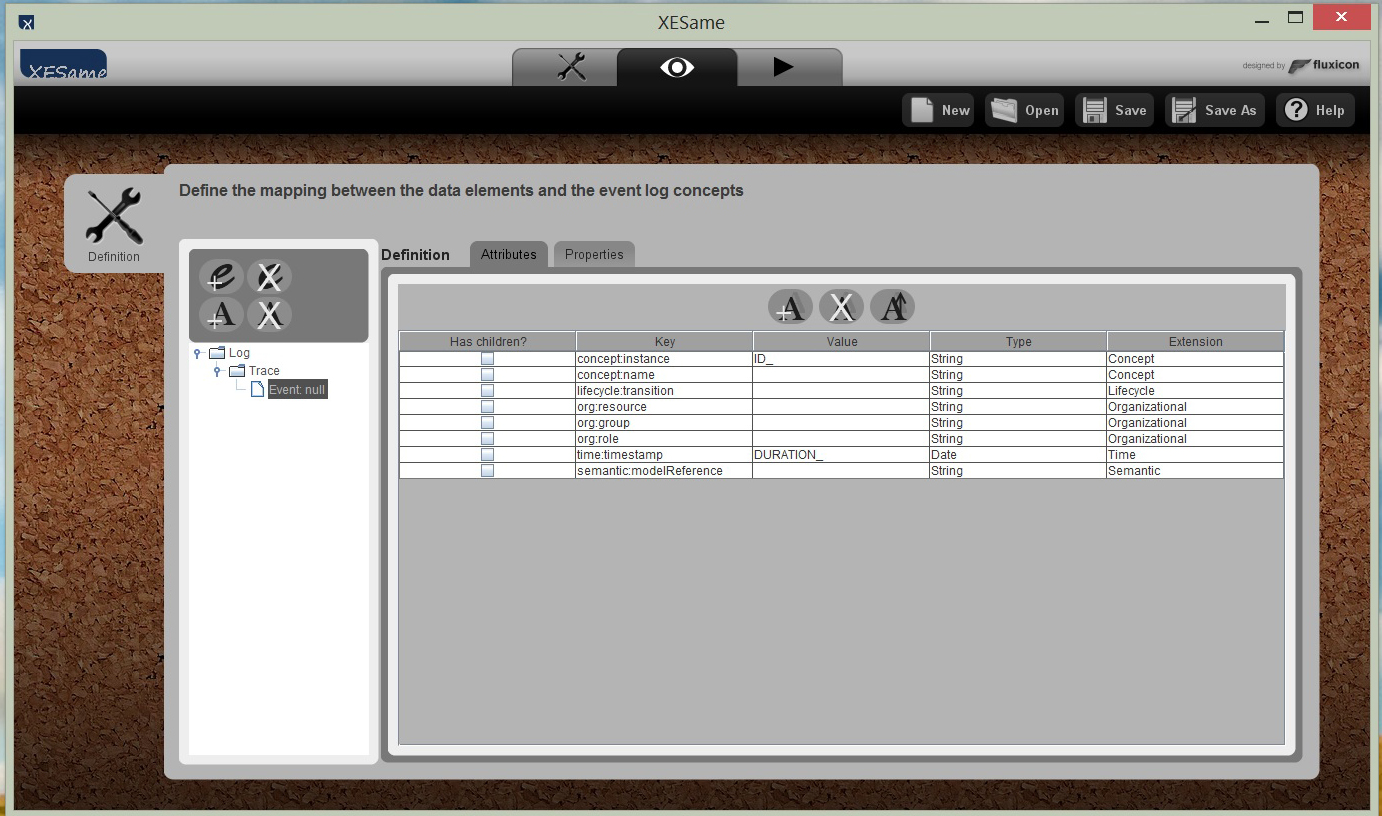 XESame
XESame
designed by fluxicon
New Open Save Save As Help
Define the mapping between the data elements and the event log concepts
Definition
Definition Attributes Properties
Log
Trace
Event: null
Has children? Key Value Type Extension
concept:instance ID_ String Concept
concept:name String Concept
lifecycle:transition String Lifecycle
org:resource String Organizational
org:group String Organizational
org:role String Organizational
time:timestamp DURATION_ Date Time
semantic:modelReference String Semantic